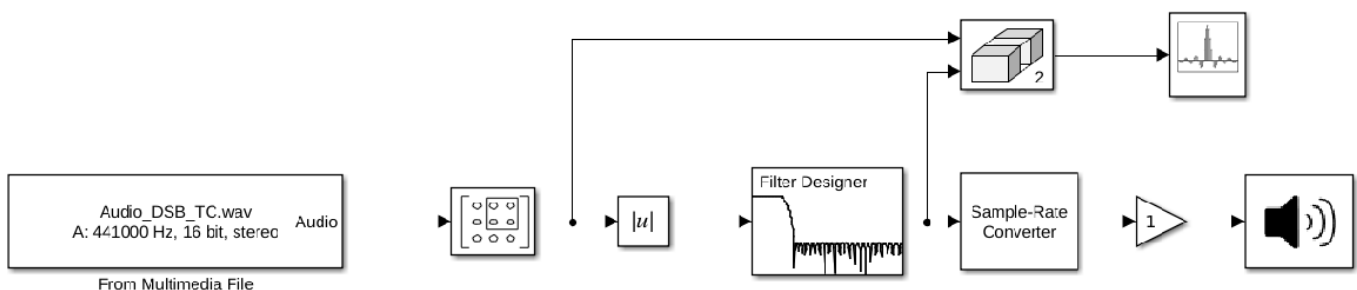 2
Audio_DSB_TC.wav
A: 441000 Hz, 16 bit, stereo
Audio
From Multimedia File
|u|
Filter Designer
Sample-Rate
Converter
1